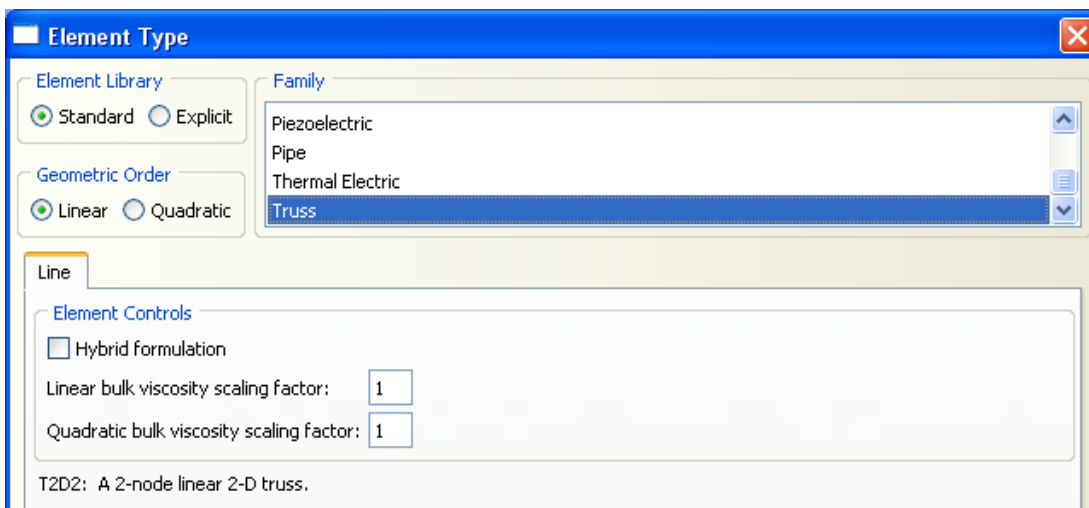 Element Type
Element Library
Standard Explicit
Family
Piezoelectric
Pipe
Thermal Electric
Truss
Geometric Order
Linear Quadratic
Line
Element Controls
Hybrid formulation
Linear bulk viscosity scaling factor: 1
Quadratic bulk viscosity scaling factor: 1
T2D2: A 2-node linear 2-D truss.